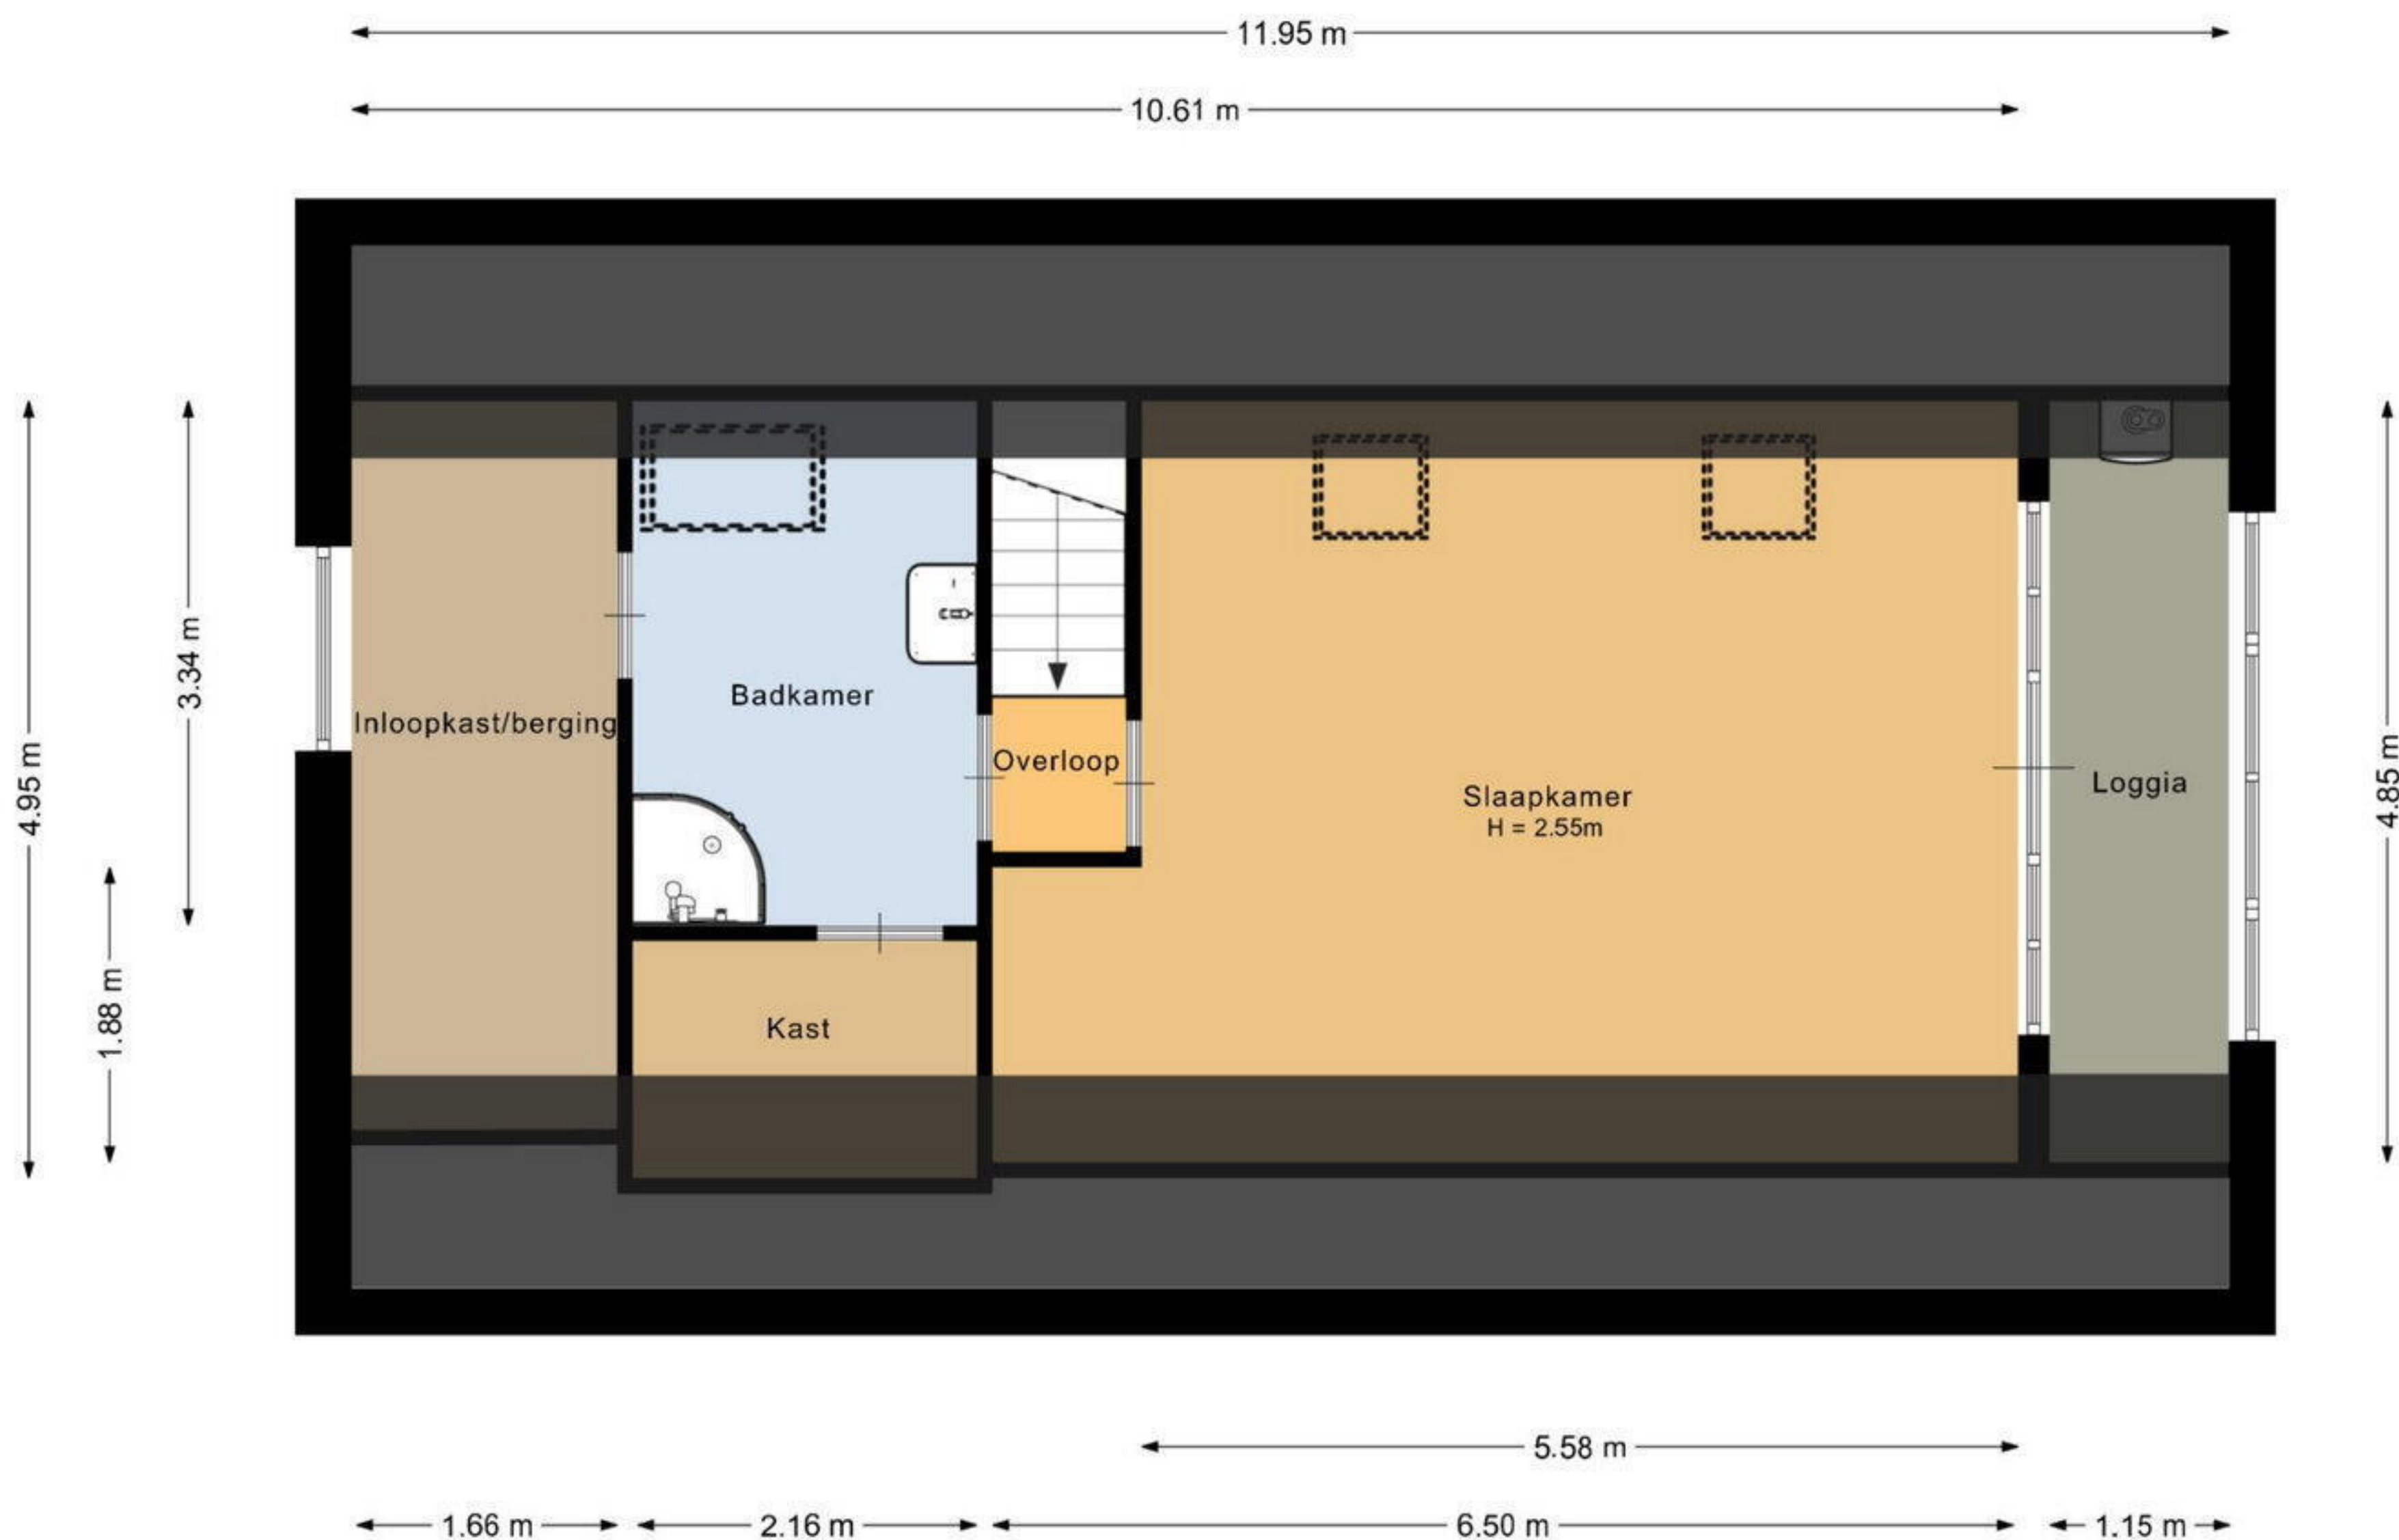 11.95 m
10.61 m
4.95 m
3.34 m
1.88 m
4.85 m
Badkamer
Inloopkast/berging
Overloop
Slaapkamer
H = 2.55m
Loggia
Kast
5.58 m
1.66 m
2.16 m
6.50 m
1.15 m